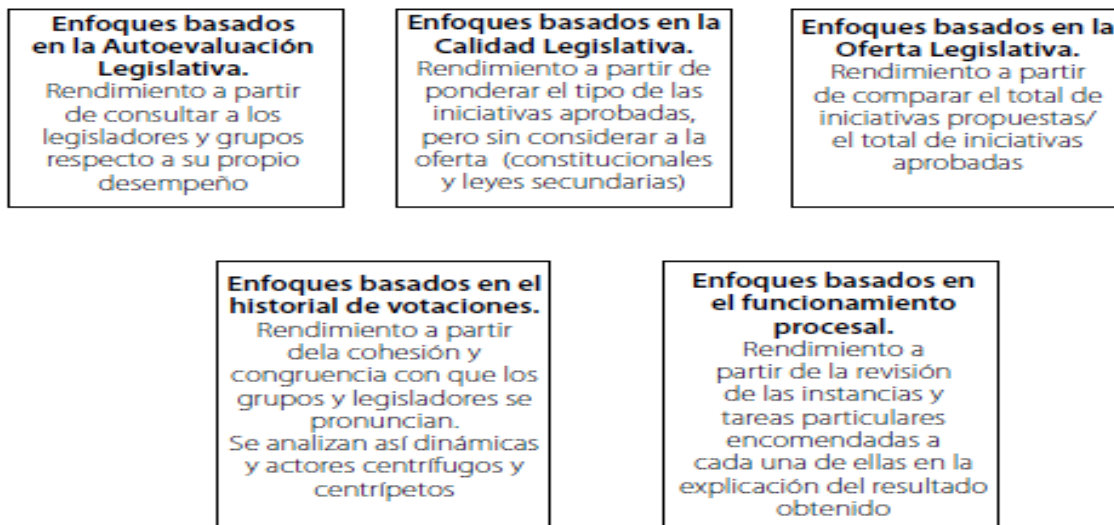 Enfoques basados
en la Autoevaluación
Legislativa.
Rendimiento a partir
de consultar a los
legisladores y grupos
respecto a su propio
desempeño
Enfoques basados en la
Calidad Legislativa.
Rendimiento a partir de
ponderar el tipo de las
iniciativas aprobadas,
pero sin considerar a la
oferta (constitucionales
y leyes secundarias)
Enfoques basados en la
Oferta Legislativa.
Rendimiento a partir
de comparar el total de
iniciativas propuestas/
el total de iniciativas
aprobadas
Enfoques basados en el
historial de votaciones.
Rendimiento a partir
dela cohesión y
congruencia con que los
grupos y legisladores se
pronuncian.
Se analizan así dinámicas
y actores centrífugos y
centrípetos
Enfoques basados en
el funcionamiento
procesal.
Rendimiento a
partir de la revisión
de las instancias y
tareas particulares
encomendadas a
cada una de ellas en la
explicación del resultado
obtenido